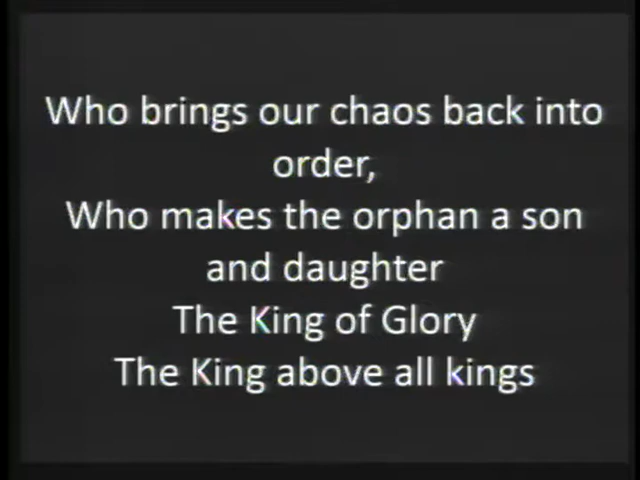 Who brings our chaos back into
order,
Who makes the orphan a son
and daughter
The King of Glory
The King above all kings